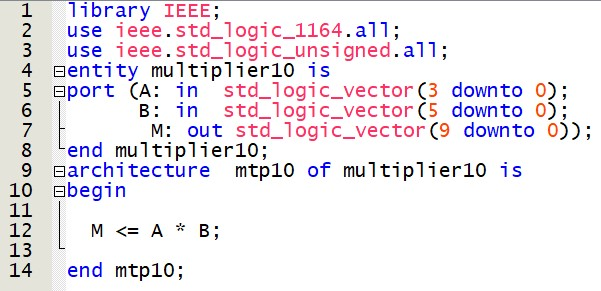 1 library IEEE;
2 use ieee.std_logic_1164.all;
3 use ieee.std_logic_unsigned.all;
4 entity multiplier10 is
5 port (A: in  std_logic_vector(3 downto 0);
6       B: in  std_logic_vector(5 downto 0);
7        M: out std_logic_vector(9 downto 0));
8 end multiplier10;
9 architecture  mtp10 of multiplier10 is
10 begin
11
12   M <= A * B;
13
14 end mtp10;